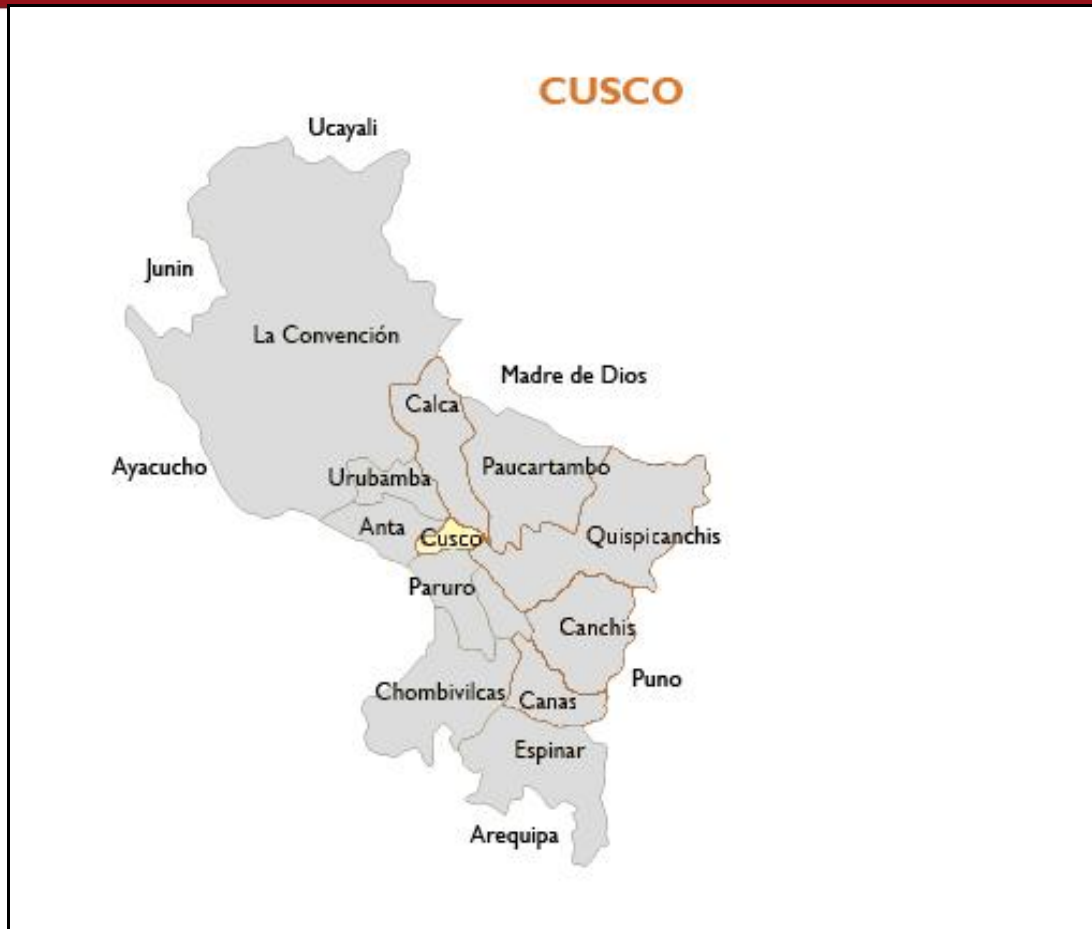 CUSCO
Ucayali
Junin
La Convención
Madre de Dios
Calca
Ayacucho
Urubamba
Paucartambo
Anta
Cusco
Quispicanchis
Paruro
Canchis
Puno
Chombivilcas
Canas
Espinar
Arequipa